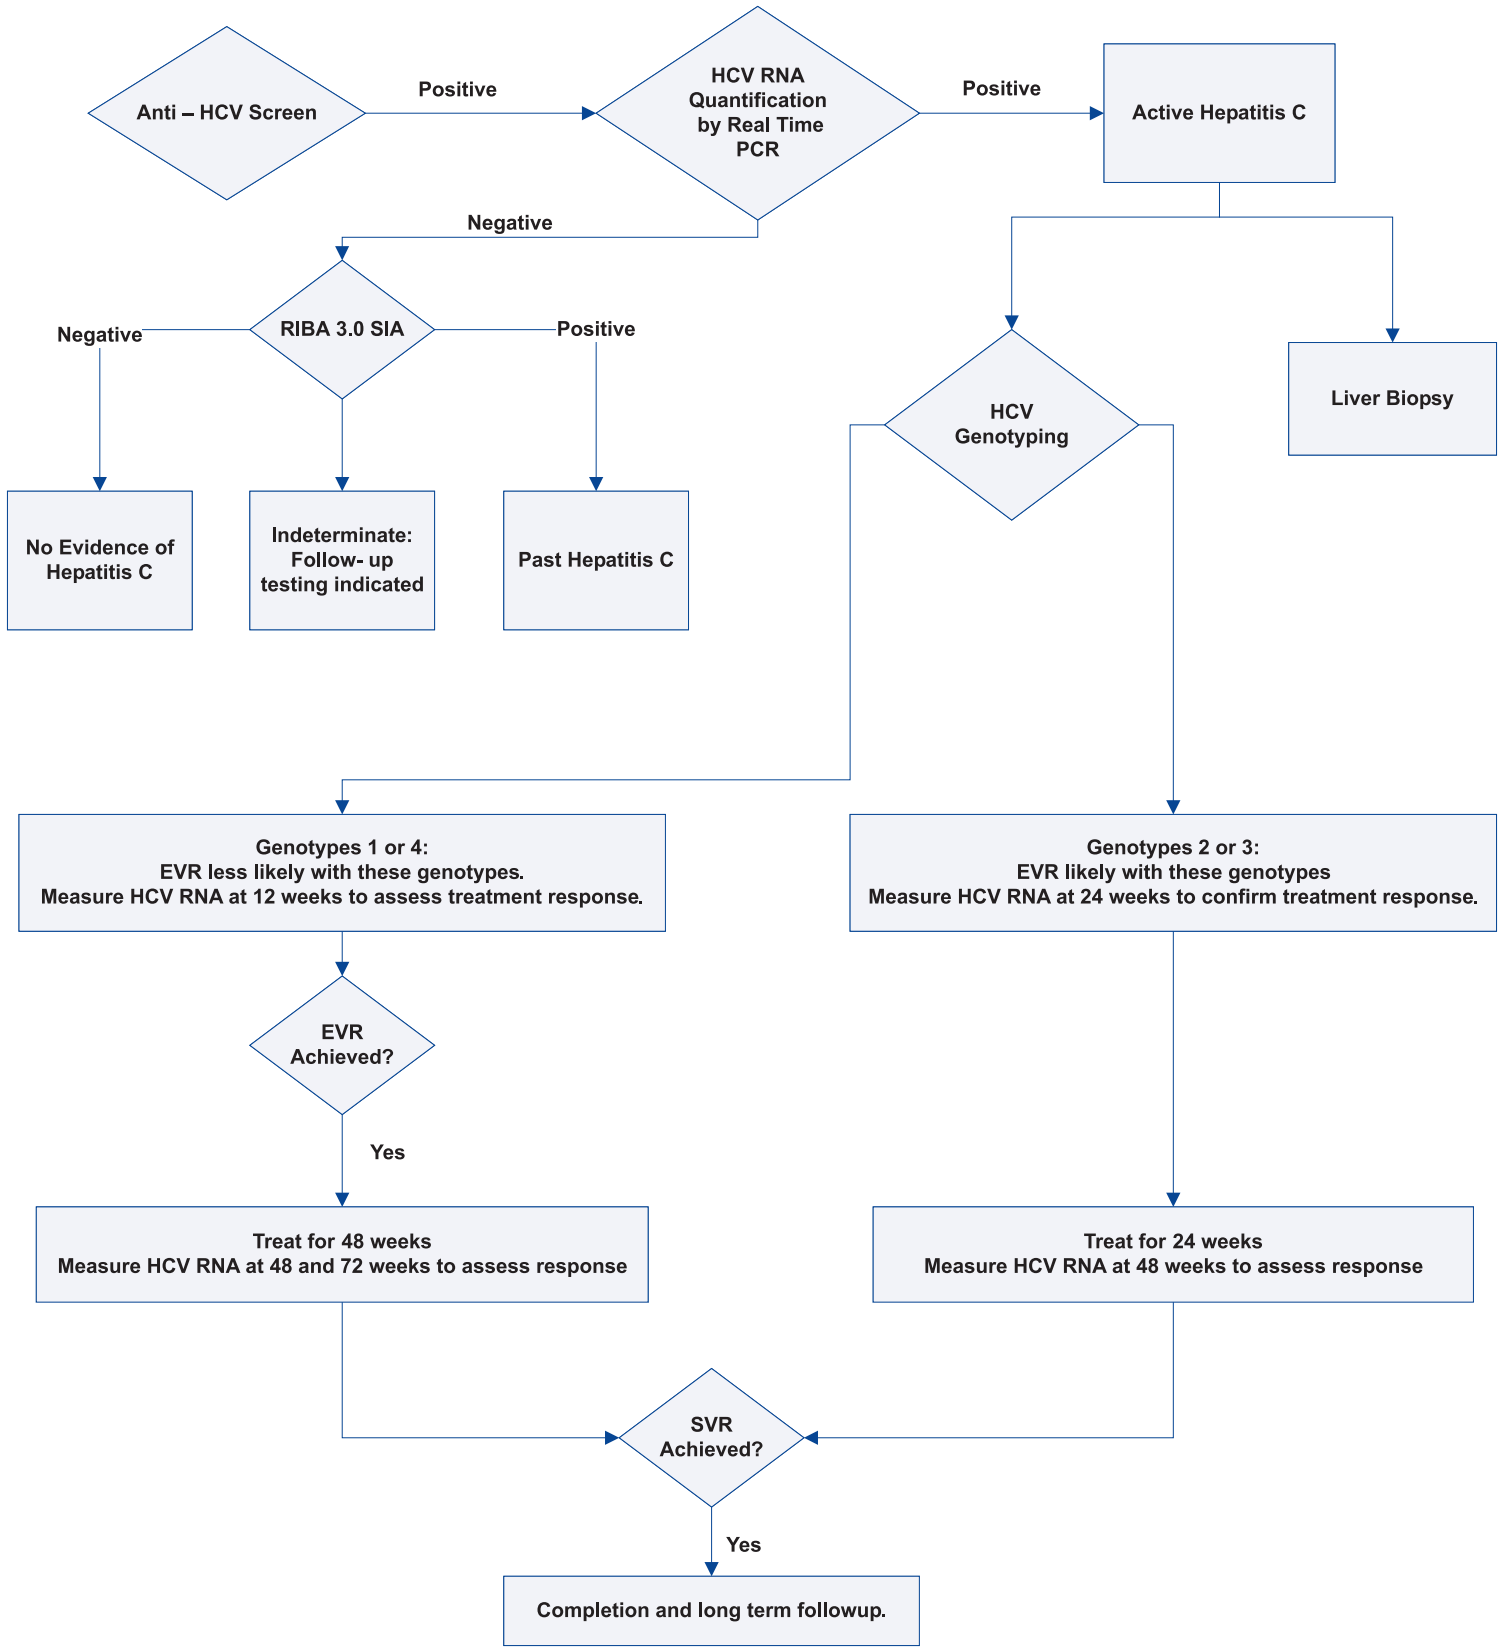 Anti – HCV Screen
Positive
HCV RNA
Quantification
by Real Time
PCR
Positive
Active Hepatitis C
Negative
RIBA 3.0 SIA
Negative
Positive
No Evidence of
Hepatitis C
Indeterminate:
Follow- up
testing indicated
Past Hepatitis C
HCV
Genotyping
Liver Biopsy
Genotypes 1 or 4:
EVR less likely with these genotypes.
Measure HCV RNA at 12 weeks to assess treatment response.
Genotypes 2 or 3:
EVR likely with these genotypes
Measure HCV RNA at 24 weeks to confirm treatment response.
EVR
Achieved?
Yes
Treat for 48 weeks
Measure HCV RNA at 48 and 72 weeks to assess response
Treat for 24 weeks
Measure HCV RNA at 48 weeks to assess response
SVR
Achieved?
Yes
Completion and long term followup.